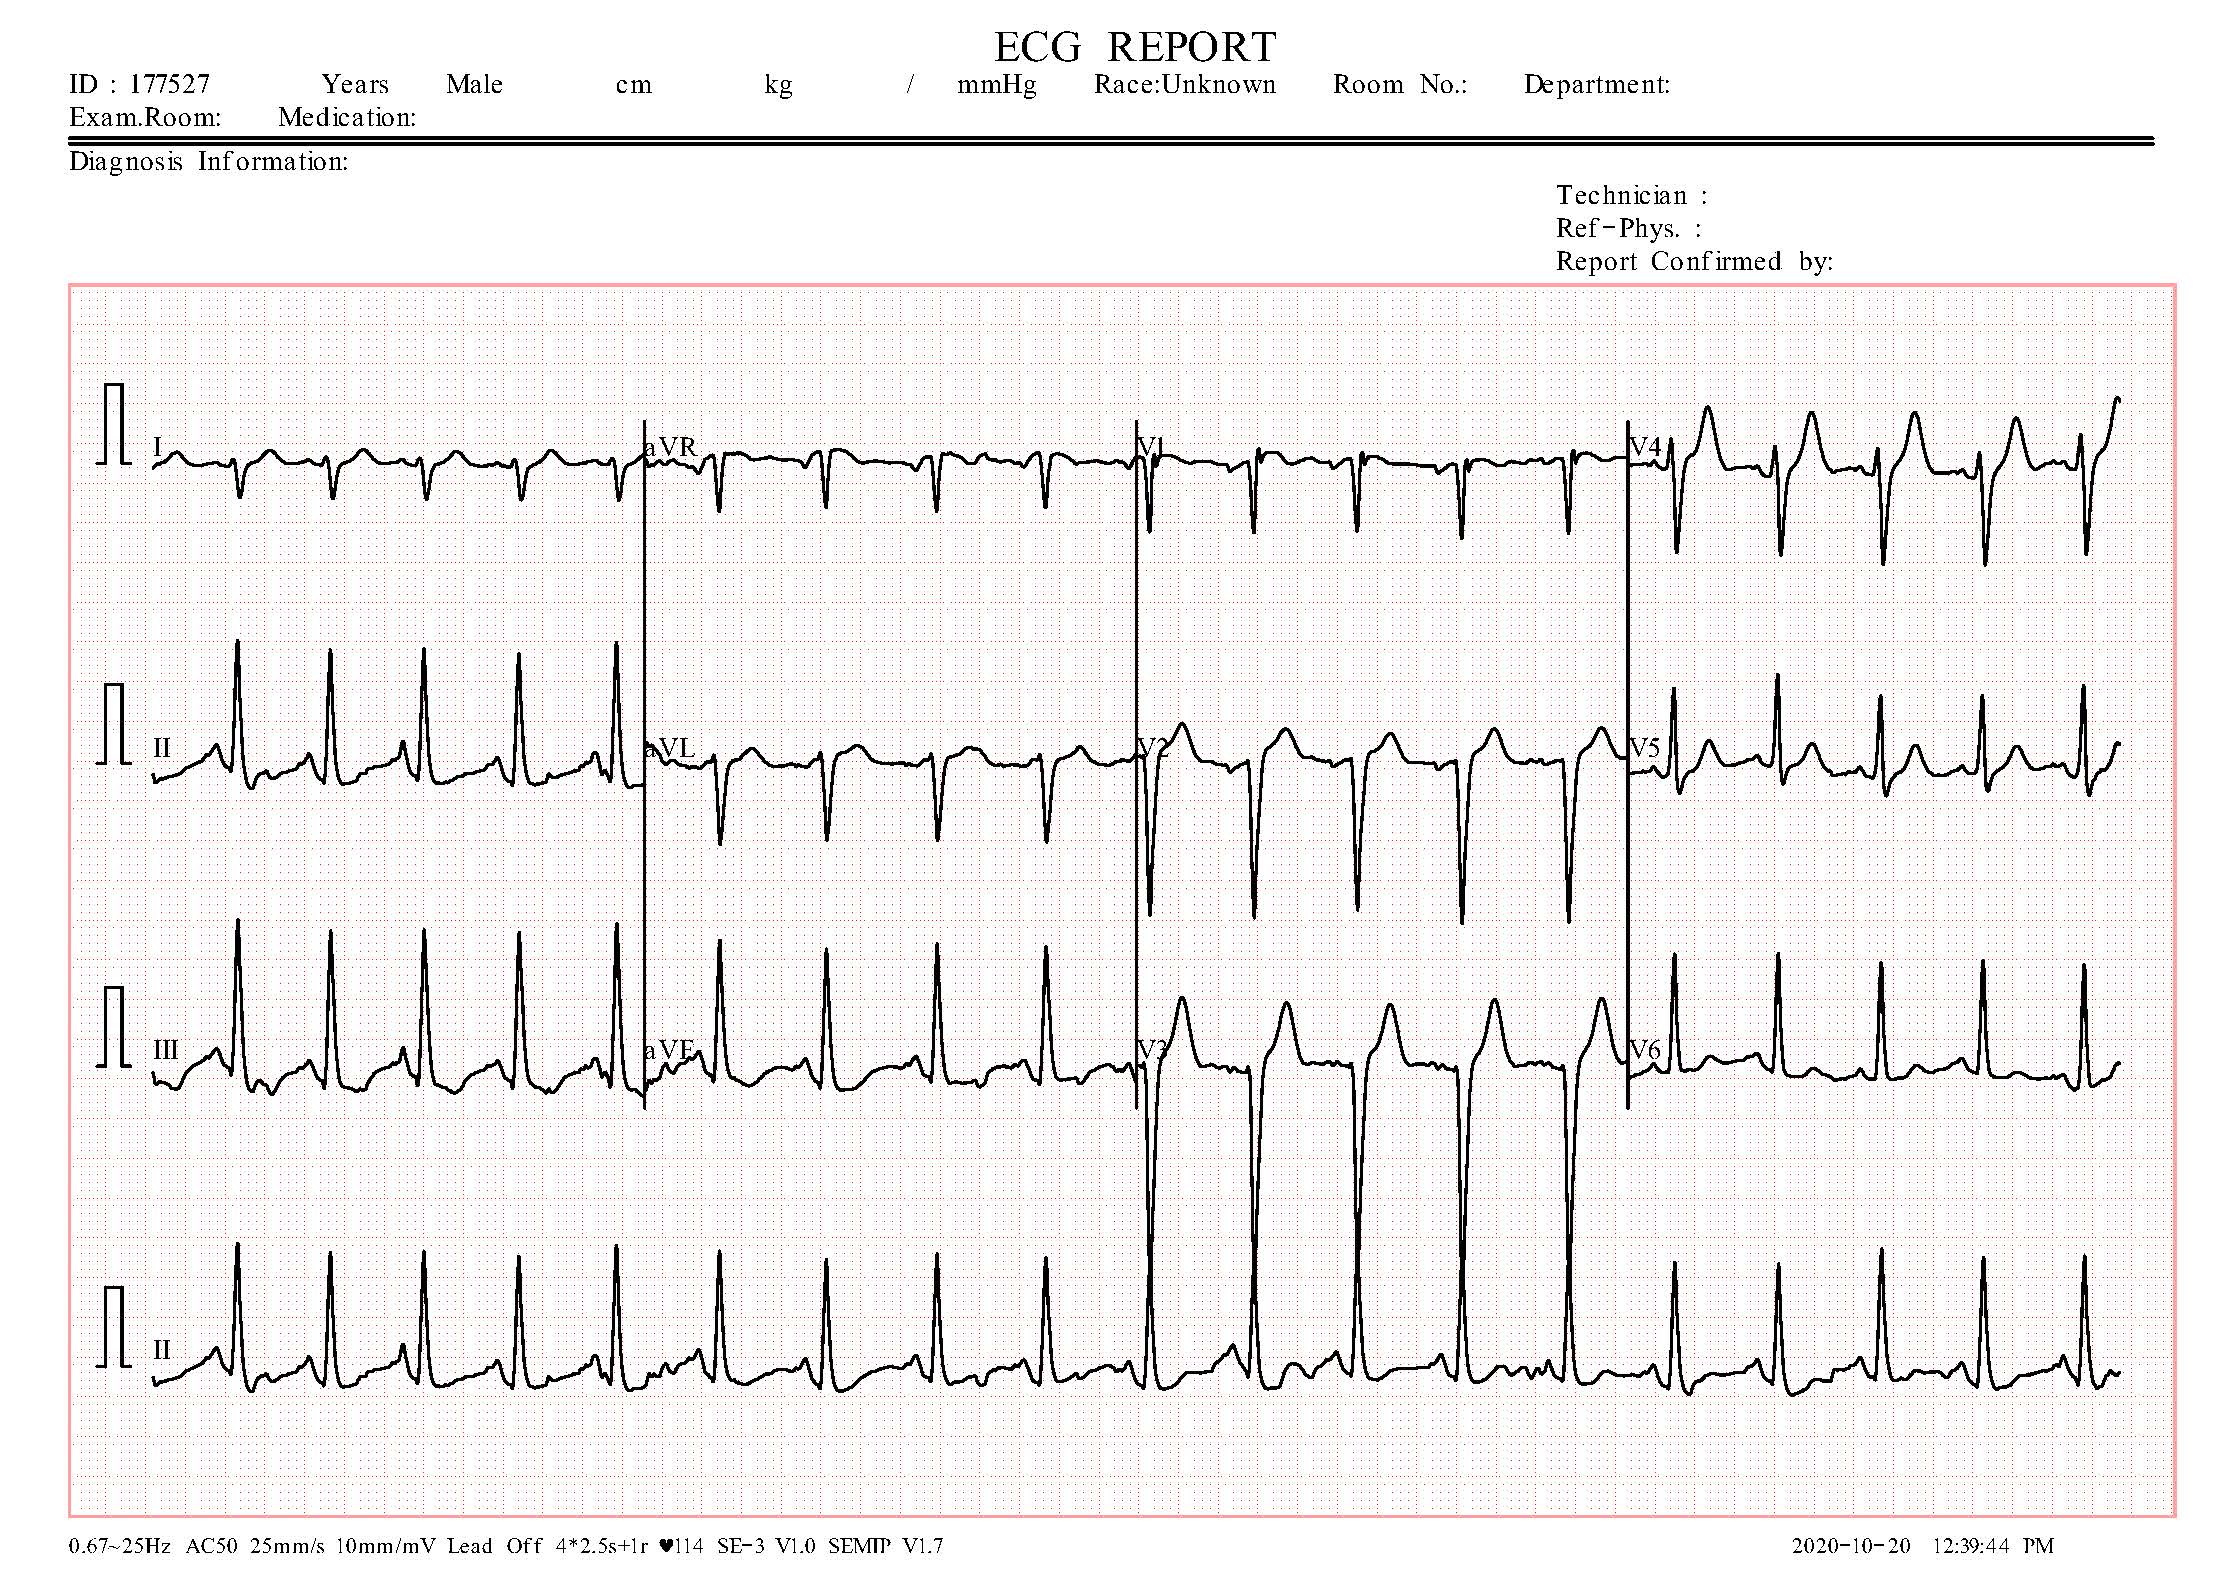 ECG REPORT
ID : 177527 Years Male cm kg / mmHg Race:Unknown Room No.: Department:
Exam.Room: Medication:
Diagnosis Information:
Technician :
Ref-Phys. :
Report Confirmed by:
I aVR V1 V4
II aVL V2 V5
III aVF V3 V6
II
0.67~25Hz AC50 25mm/s 10mm/mV Lead Off 4*2.5s+1r ♥114 SE-3 V1.0 SEMIP V1.7 2020-10-20 12:39:44 PM